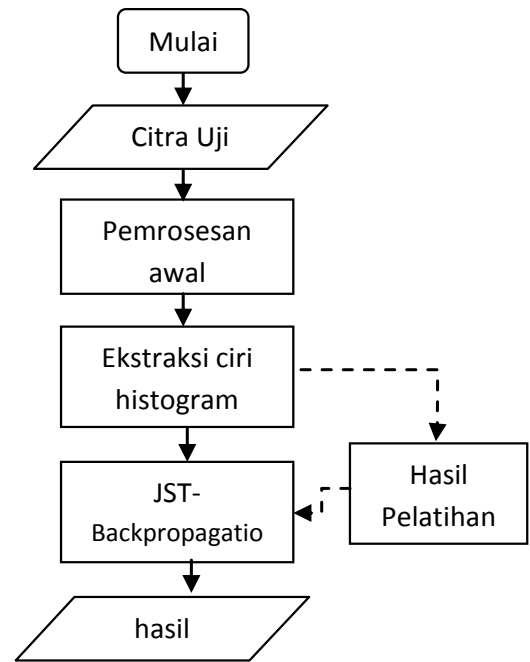 Mulai
Citra Uji
Pemrosesan
awal
Ekstraksi ciri
histogram
JST-
Backpropagatio
Hasil
Pelatihan
hasil